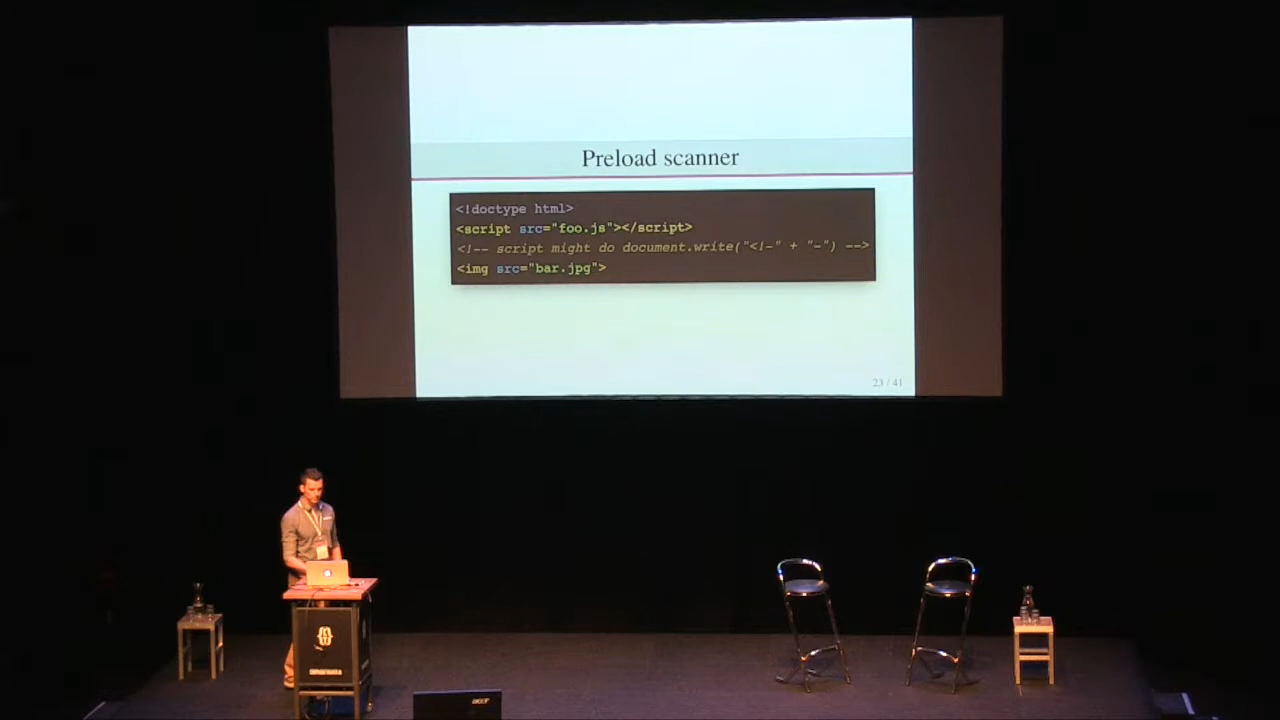 Preload scanner
<!doctype html>
<script src="foo.js"></script>
<!-- script might do document.write("<!-" + "-") -->
<img src="bar.jpg">
23 / 41
acer